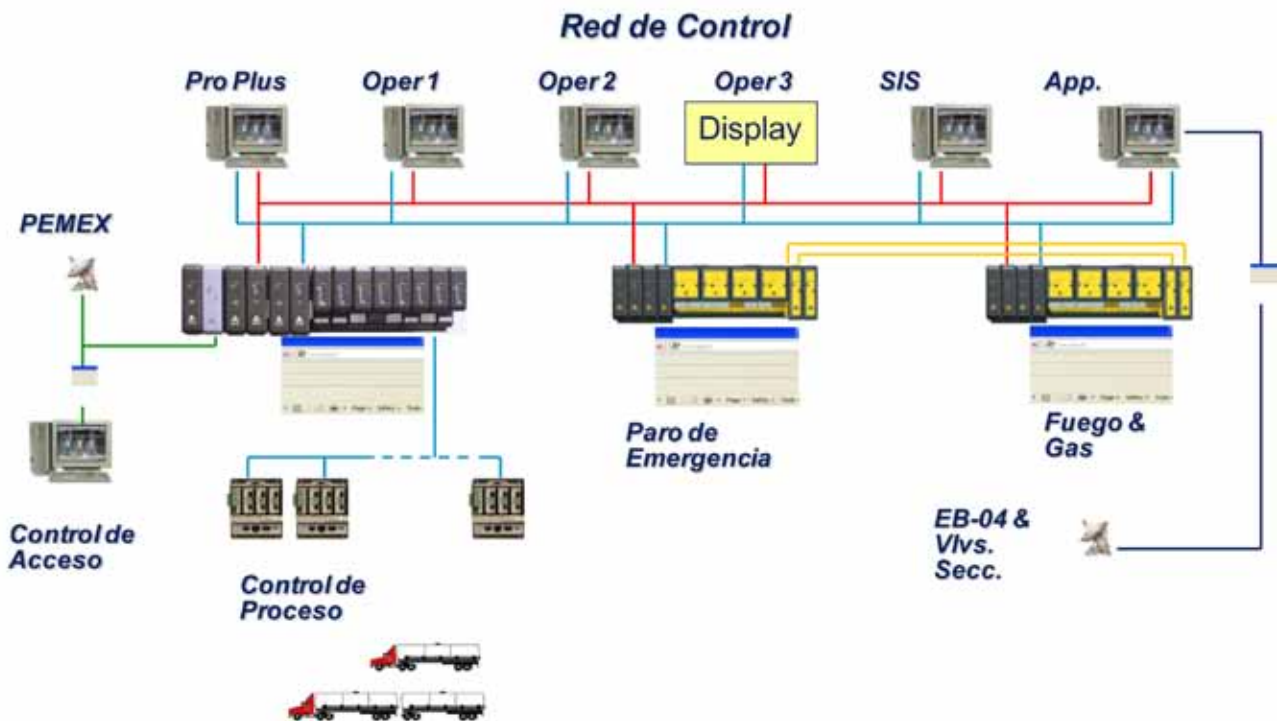 Red de Control
Pro Plus
Oper 1
Oper 2
Oper 3
SIS
App.
Display
PEMEX
Paro de
Emergencia
Fuego &
Gas
Control de
Acceso
Control de
Proceso
EB-04 &
Vlvs.
Secc.